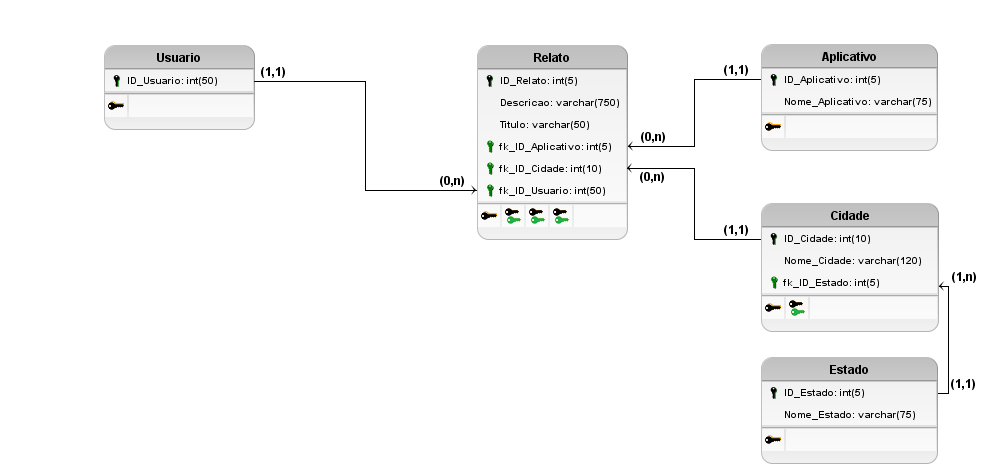 Usuario
ID_Usuario: int(50)
(1,1)
(0,n)
Relato
ID_Relato: int(5)
Descricao: varchar(750)
Titulo: varchar(50)
fk_ID_Aplicativo: int(5)
fk_ID_Cidade: int(10)
fk_ID_Usuario: int(50)
(0,n)
(0,n)
(1,1)
(1,1)
Aplicativo
ID_Aplicativo: int(5)
Nome_Aplicativo: varchar(75)
Cidade
ID_Cidade: int(10)
Nome_Cidade: varchar(120)
fk_ID_Estado: int(5)
(1,n)
(1,1)
Estado
ID_Estado: int(5)
Nome_Estado: varchar(75)